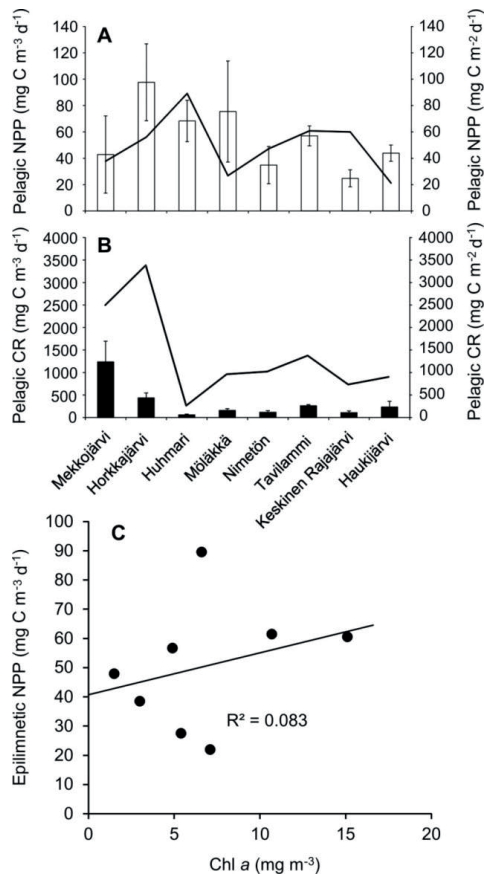 A
Pelagic NPP (mg C m⁻³ d⁻¹)
140
120
100
80
60
40
20
0
140
120
100
80
60
40
20
0
Pelagic NPP (mg C m⁻² d⁻¹)
B
Pelagic CR (mg C m⁻³ d⁻¹)
4000
3500
3000
2500
2000
1500
1000
500
0
4000
3500
3000
2500
2000
1500
1000
500
0
Pelagic CR (mg C m⁻² d⁻¹)
Mekkojärvi
Horkkajärvi
Huhmari
Möläkkä
Nimetön
Tavilammi
Keskinen Rajajärvi
Haukijärvi
C
Epilimnetic NPP (mg C m⁻³ d⁻¹)
100
90
80
70
60
50
40
30
20
10
0
R² = 0.083
0
5
10
15
20
Chl a (mg m⁻³)